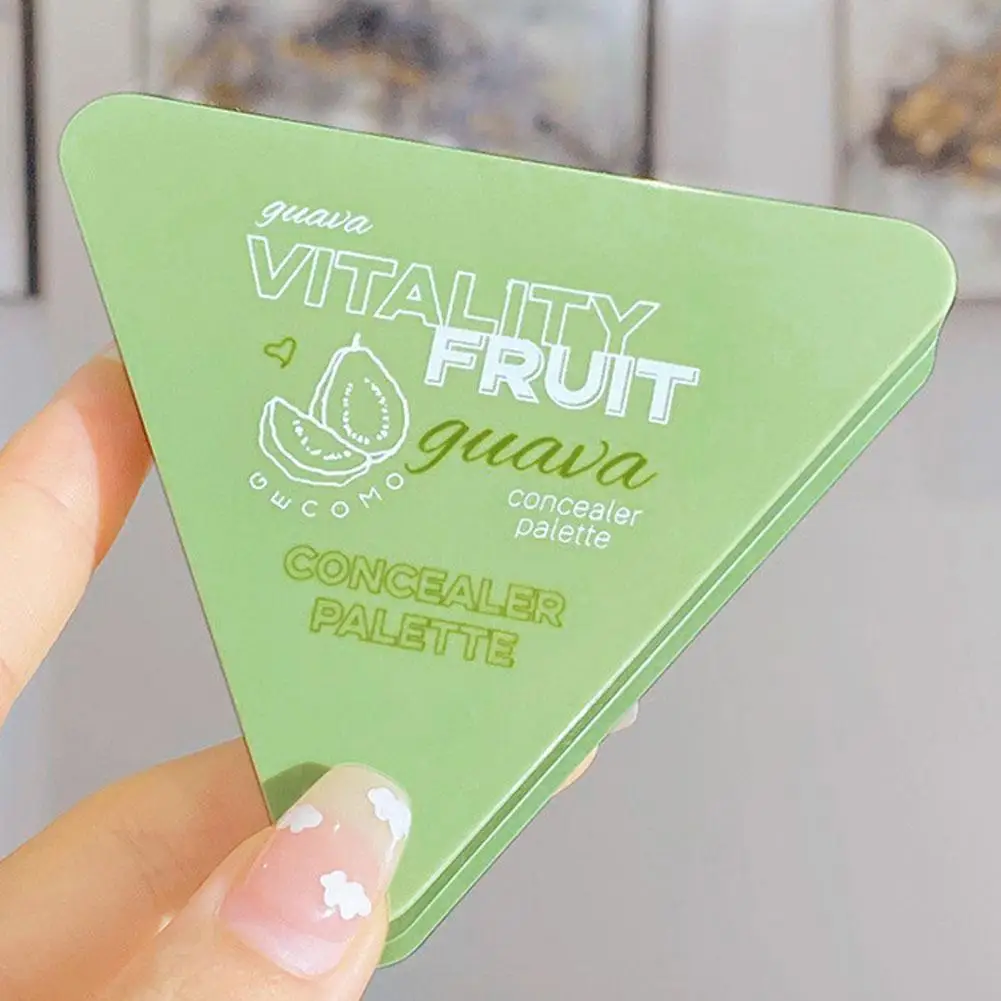 guava
VITALITY
FRUIT
guava
GECOMO
concealer
palette
CONCEALER
PALETTE